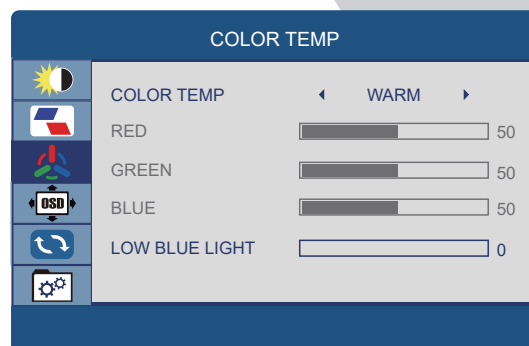 COLOR TEMP
COLOR TEMP WARM
RED 50
GREEN 50
BLUE 50
OSD
LOW BLUE LIGHT 0